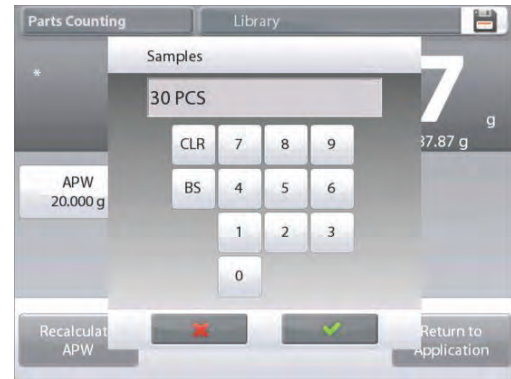 Parts Counting
Library
Samples
*
30 PCS
7
g
37.87 g
CLR 7 8 9
BS 4 5 6
1 2 3
0
APW
20.000 g
Recalculat
APW
Return to
Application